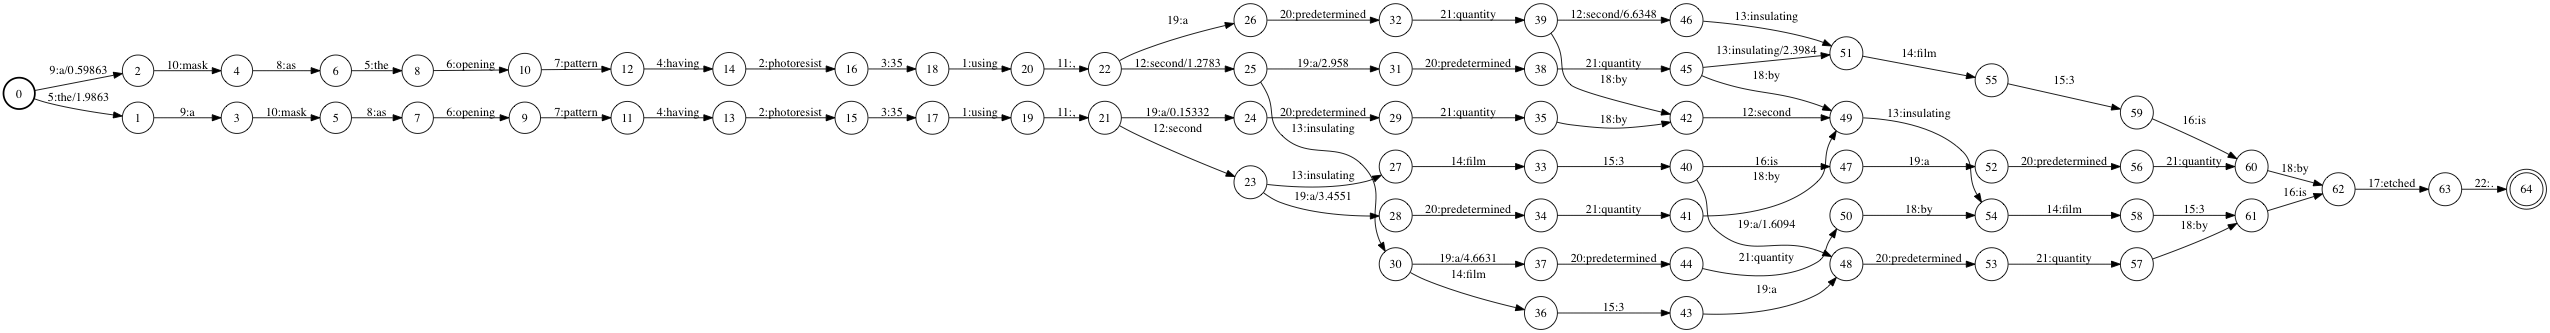 19:a 26 20:predetermined 32 21:quantity 39 12:second/6.6348 46 13:insulating
9:a/0.59863 2 10:mask 4 8:as 6 5:the 8 6:opening 10 7:pattern 12 4:having 14 2:photoresist 16 3:35 18 1:using 20 11:, 22 12:second/1.2783 25 19:a/2.958 31 20:predetermined 38 21:quantity 45 13:insulating/2.3984 51 14:film
18:by 18:by 55 15:3
0 5:the/1.9863 59
1 9:a 3 10:mask 5 8:as 7 6:opening 9 7:pattern 11 4:having 13 2:photoresist 15 3:35 17 1:using 19 11:, 21 19:a/0.15332 24 20:predetermined 29 21:quantity 35 18:by 42 12:second 49 13:insulating 16:is
12:second 13:insulating
27 14:film 33 15:3 40 16:is 47 19:a 52 20:predetermined 56 21:quantity 60 18:by
23 13:insulating 18:by 62 17:etched 63 22:. 64
19:a/3.4551 16:is
28 20:predetermined 34 21:quantity 41 19:a/1.6094 50 18:by 54 14:film 58 15:3 61
18:by
30 19:a/4.6631 37 20:predetermined 44 21:quantity 48 20:predetermined 53 21:quantity 57
14:film
36 15:3 43 19:a